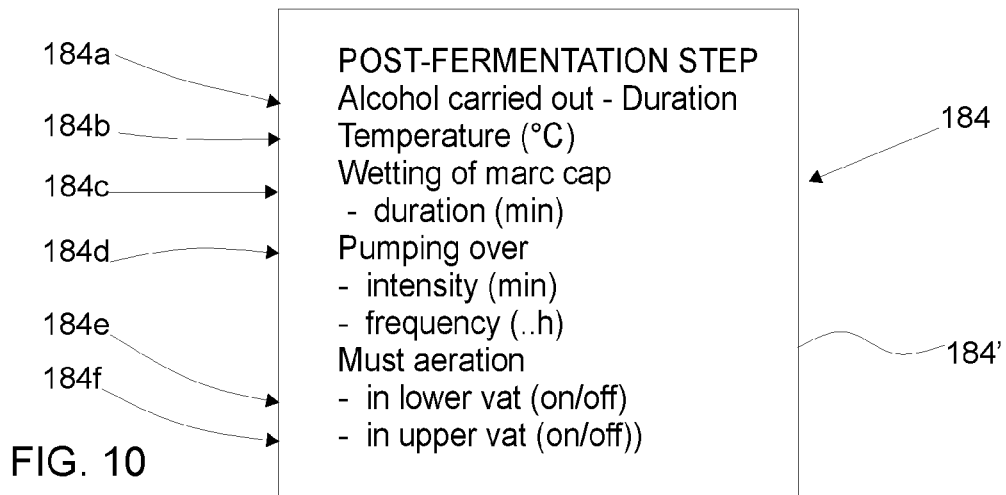 184a
184b
184c
184d
184e
184f
POST-FERMENTATION STEP
Alcohol carried out - Duration
Temperature (°C)
Wetting of marc cap
- duration (min)
Pumping over
- intensity (min)
- frequency (..h)
Must aeration
- in lower vat (on/off)
- in upper vat (on/off))
184
184’
FIG. 10